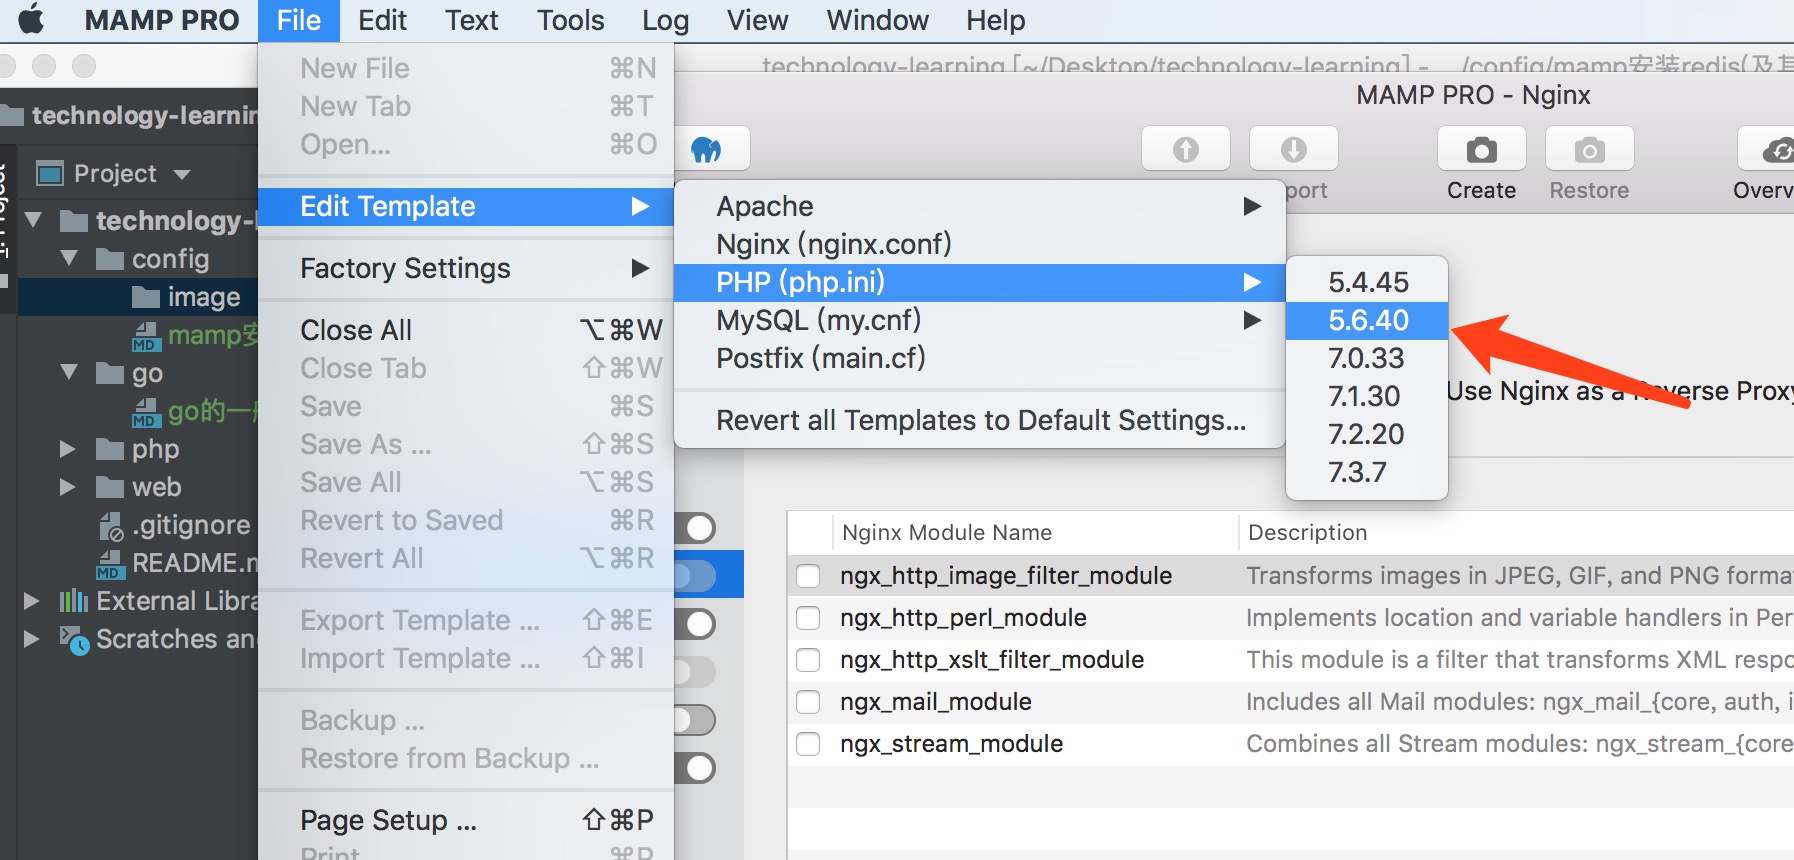 MAMP PRO File Edit Text Tools Log View Window Help
technology-learning [~/Desktop/technology-learning] - .../config/mamp安装redis(及其
MAMP PRO - Nginx
Create
Restore
port
technology-learnin
Project
Project
technology-l
config
image
mamp安
go
go的一
php
web
.gitignore
README.m
External Libra
Scratches an
New File ⌘N
New Tab ⌘T
Open... ⌘O
Edit Template
Factory Settings
Close All ⌥⌘W
Close Tab ⇧⌘W
Save ⌘S
Save As ... ⇧⌘S
Save All ⌥⌘S
Revert to Saved ⌘R
Revert All ⌥⌘R
Export Template ... ⇧⌘E
Import Template ... ⇧⌘I
Backup ...
Restore from Backup ...
Page Setup ... ⇧⌘P
Print ⌘P
Apache
Nginx (nginx.conf)
PHP (php.ini)
MySQL (my.cnf)
Postfix (main.cf)
Revert all Templates to Default Settings...
5.4.45
5.6.40
7.0.33
7.1.30
7.2.20
7.3.7
Use Nginx as a Reverse Proxy
Nginx Module Name Description
ngx_http_image_filter_module Transforms images in JPEG, GIF, and PNG forma
ngx_http_perl_module Implements location and variable handlers in Per
ngx_http_xslt_filter_module This module is a filter that transforms XML respo
ngx_mail_module Includes all Mail modules: ngx_mail_{core, auth, i
ngx_stream_module Combines all Stream modules: ngx_stream_{core